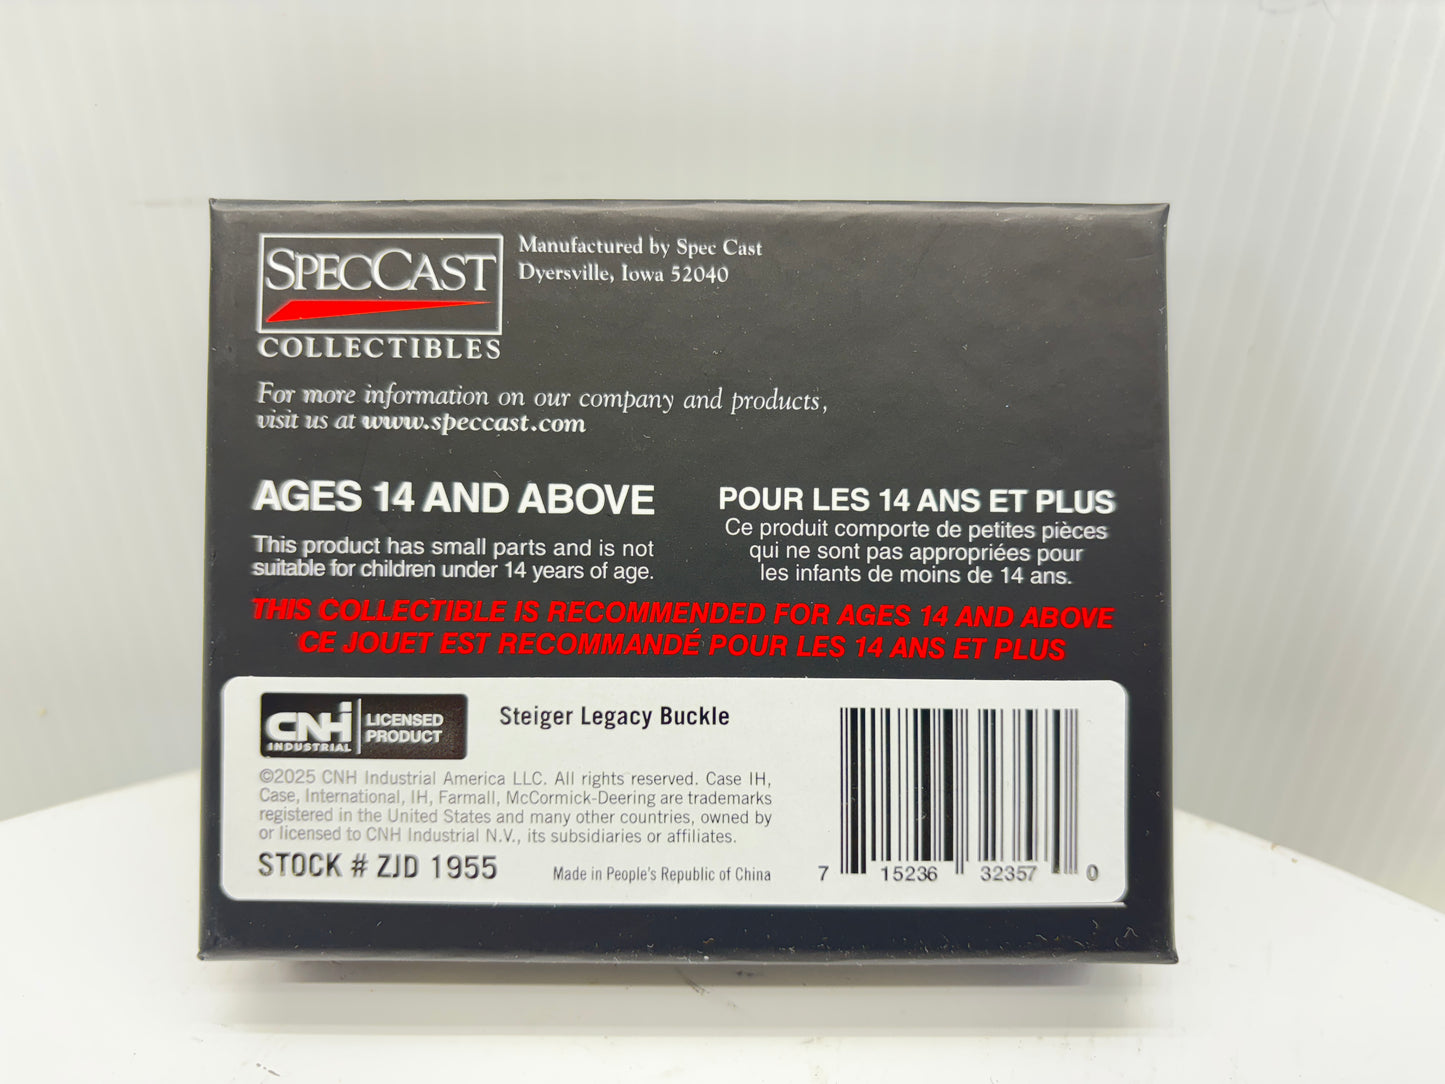 SPECCAST
COLLECTIBLES
Manufactured by Spec Cast
Dyersville, Iowa 52040
For more information on our company and products,
visit us at www.speccast.com
AGES 14 AND ABOVE
This product has small parts and is not
suitable for children under 14 years of age.
POUR LES 14 ANS ET PLUS
Ce produit comporte de petites pièces
qui ne sont pas appropriées pour
les infants de moins de 14 ans.
THIS COLLECTIBLE IS RECOMMENDED FOR AGES 14 AND ABOVE
CE JOUET EST RECOMMANDÉ POUR LES 14 ANS ET PLUS
CNH
INDUSTRIAL
LICENSED
PRODUCT
Steiger Legacy Buckle
©2025 CNH Industrial America LLC. All rights reserved. Case IH,
Case, International, IH, Farmall, McCormick-Deering are trademarks
registered in the United States and many other countries, owned by
or licensed to CNH Industrial N.V., its subsidiaries or affiliates.
STOCK # ZJD 1955
Made in People's Republic of China
7 15236 32357 0